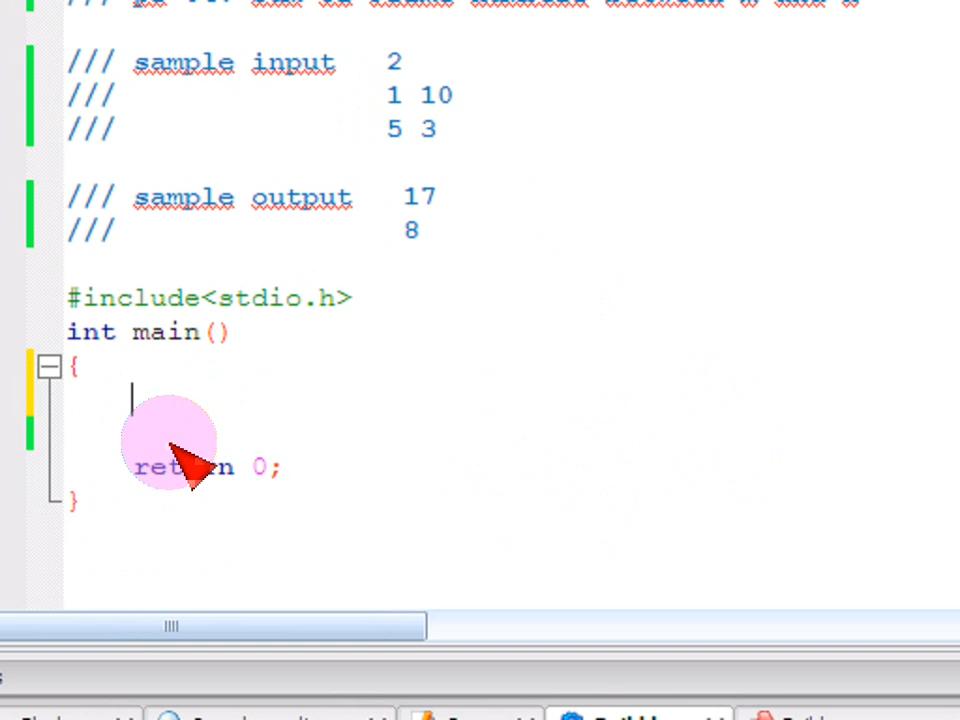 /// sample input 2
/// 1 10
/// 5 3
/// sample output 17
/// 8
#include<stdio.h>
int main()
{
return 0;
}